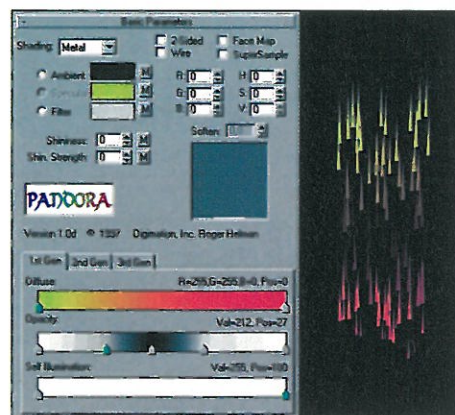 Basic Parameters
Shading: Metal
2-Sided
Wire
Face Map
SuperSample
Ambient M
Specular M
Filter M
R: 0
G: 0
B: 0
H: 0
S: 0
V: 0
Soften:
Shininess: 0 M
Shin. Strength: 0 M
PANDORA
Version 1.0d © 1997 Digimation, Inc. Roger
1st Gen 2nd Gen 3rd Gen
Diffuse: R=255,G=255,B=0, Pos=0
Opacity: Val=212, Pos=27
Self Illumination: Val=255, Pos=100